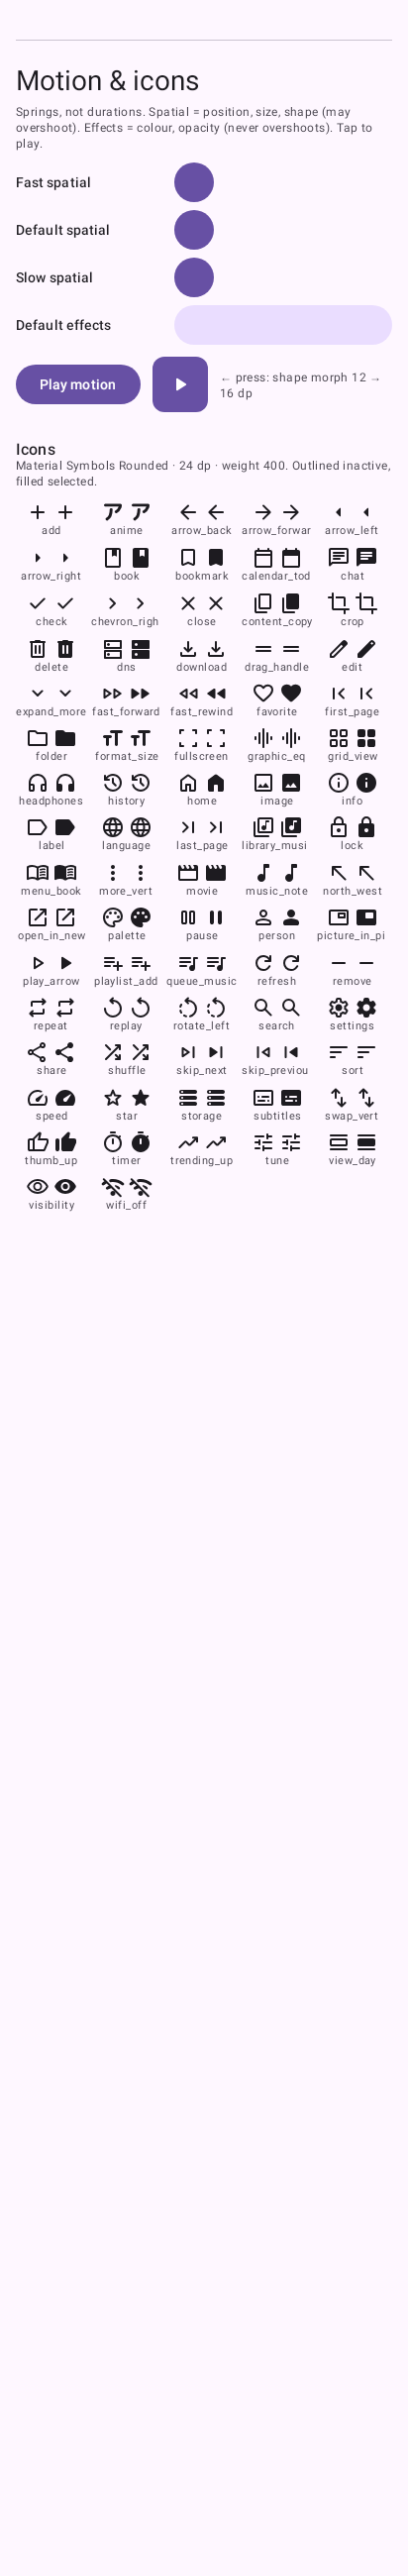 Motion & icons
Springs, not durations. Spatial = position, size, shape (may
overshoot). Effects = colour, opacity (never overshoots). Tap to
play.
Fast spatial
Default spatial
Slow spatial
Default effects
Play motion
← press: shape morph 12 →
16 dp
Icons
Material Symbols Rounded · 24 dp · weight 400. Outlined inactive,
filled selected.
add anime arrow_back arrow_forwar arrow_left
arrow_right book bookmark calendar_tod chat
check chevron_righ close content_copy crop
delete dns download drag_handle edit
expand_more fast_forward fast_rewind favorite first_page
folder format_size fullscreen graphic_eq grid_view
headphones history home image info
label language last_page library_musi lock
menu_book more_vert movie music_note north_west
open_in_new palette pause person picture_in_pi
play_arrow playlist_add queue_music refresh remove
repeat replay rotate_left search settings
share shuffle skip_next skip_previou sort
speed star storage subtitles swap_vert
thumb_up timer trending_up tune view_day
visibility wifi_off